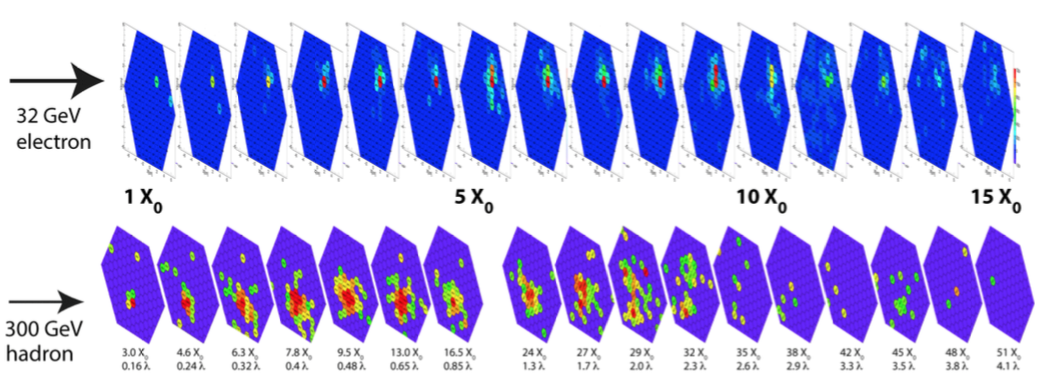 32 GeV
electron
1 X0 5 X0 10 X0 15 X0
300 GeV
hadron
3.0 X0 4.6 X0 6.3 X0 7.8 X0 9.5 X0 13.0 X0 16.5 X0 24 X0 27 X0 29 X0 32 X0 35 X0 38 X0 42 X0 45 X0 48 X0 51 X0
0.16 λ 0.24 λ 0.32 λ 0.4 λ 0.48 λ 0.65 λ 0.85 λ 1.3 λ 1.7 λ 2.0 λ 2.3 λ 2.6 λ 2.9 λ 3.3 λ 3.5 λ 3.8 λ 4.1 λ